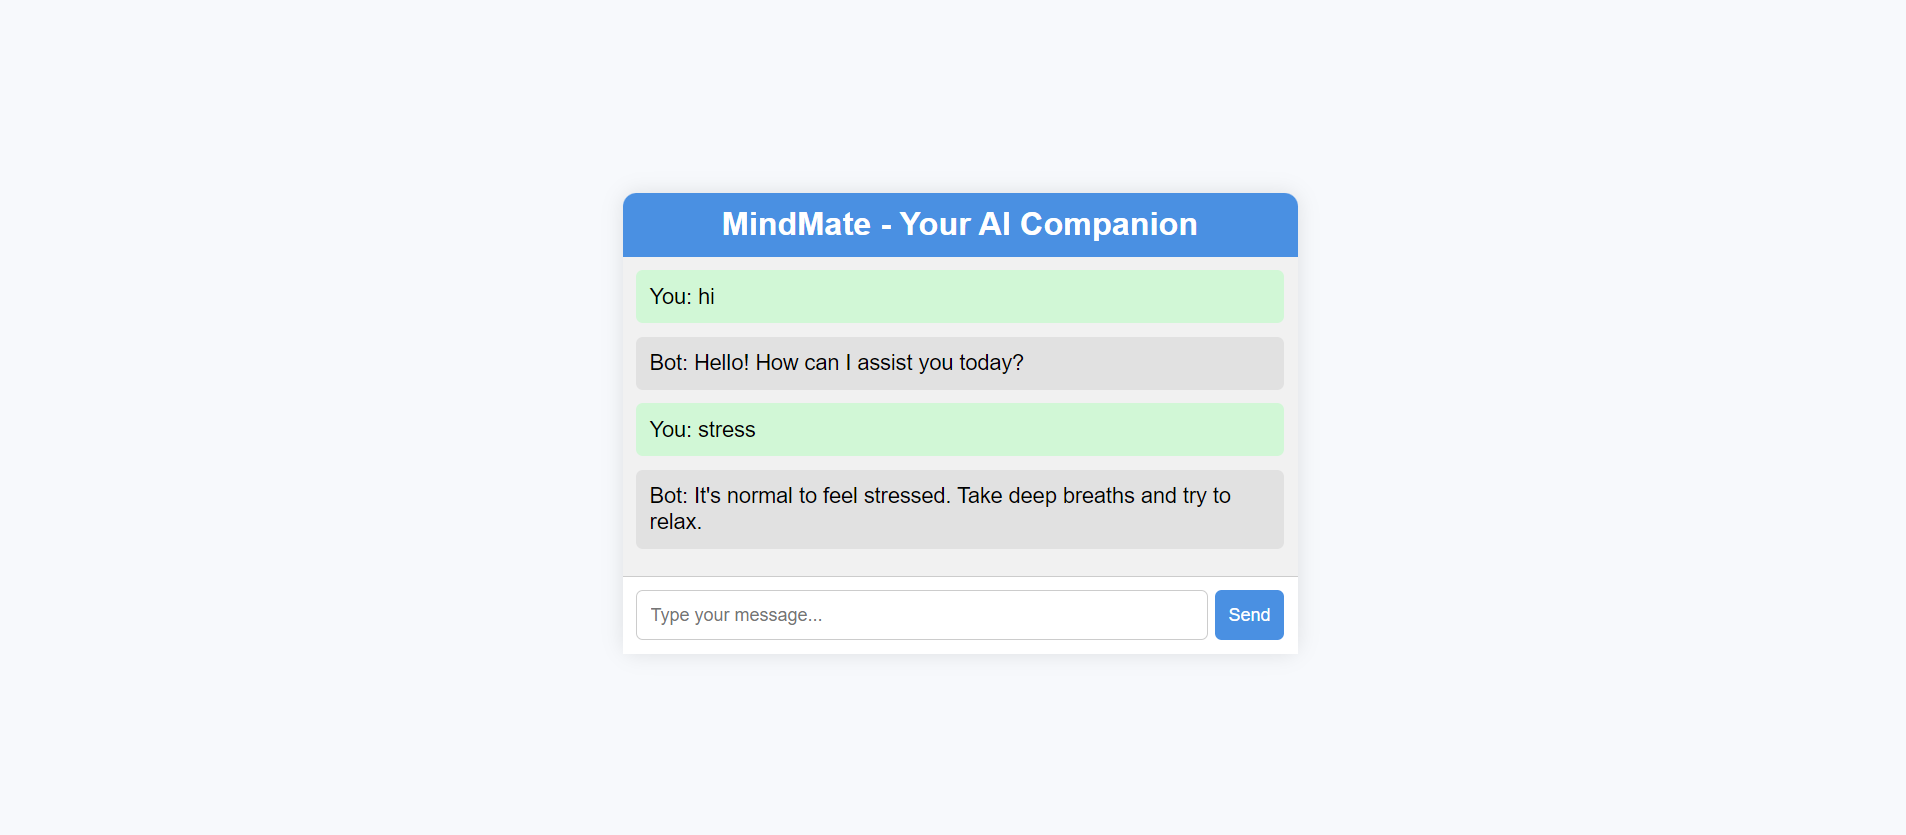 MindMate - Your AI Companion
You: hi
Bot: Hello! How can I assist you today?
You: stress
Bot: It's normal to feel stressed. Take deep breaths and try to
relax.
Type your message...
Send